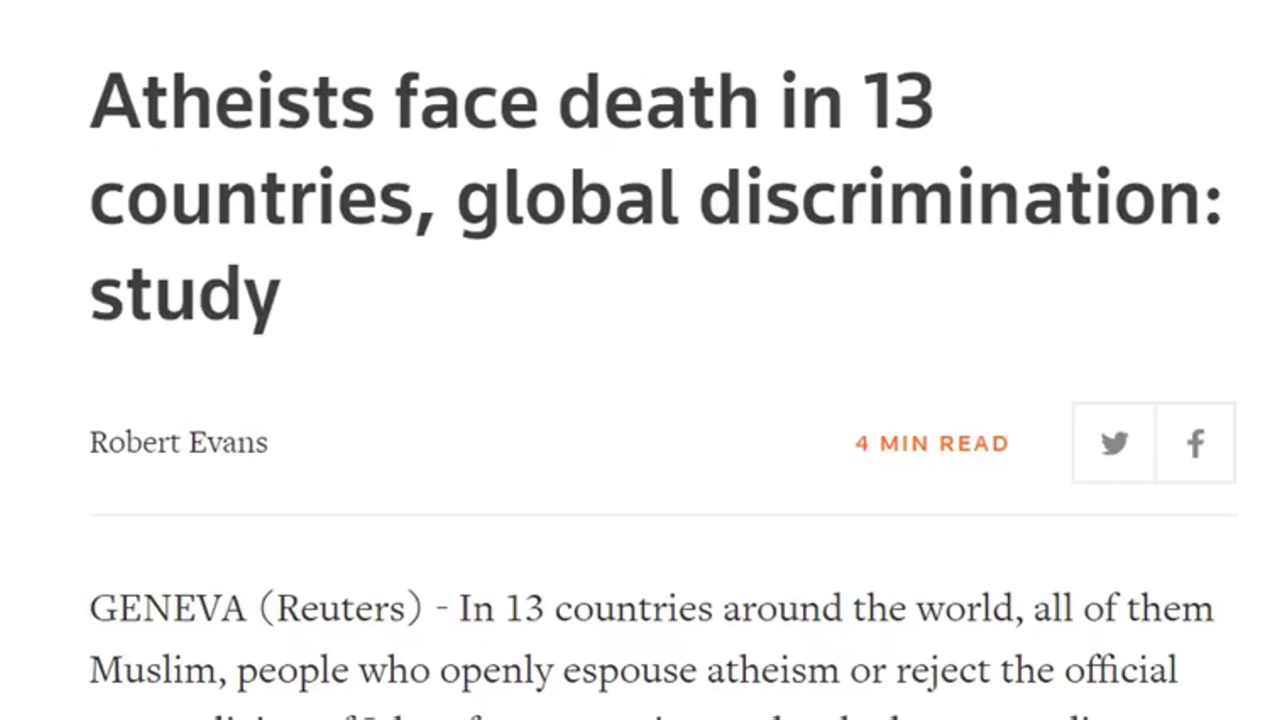 Atheists face death in 13
countries, global discrimination:
study
Robert Evans
4 MIN READ
GENEVA (Reuters) - In 13 countries around the world, all of them
Muslim, people who openly espouse atheism or reject the official